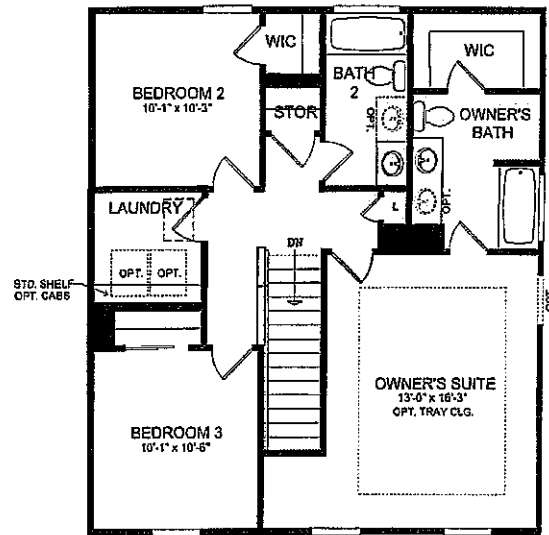 WIC
BEDROOM 2
10'-1" x 10'-3"
STOR
BATH
2
OPT.
WIC
OWNER'S
BATH
OPT.
L
LAUNDRY
OPT. OPT.
STD. SHELF
OPT. CABS
DN
OWNER'S SUITE
13'-0" x 16'-3"
OPT. TRAY CLG.
BEDROOM 3
10'-1" x 10'-6"